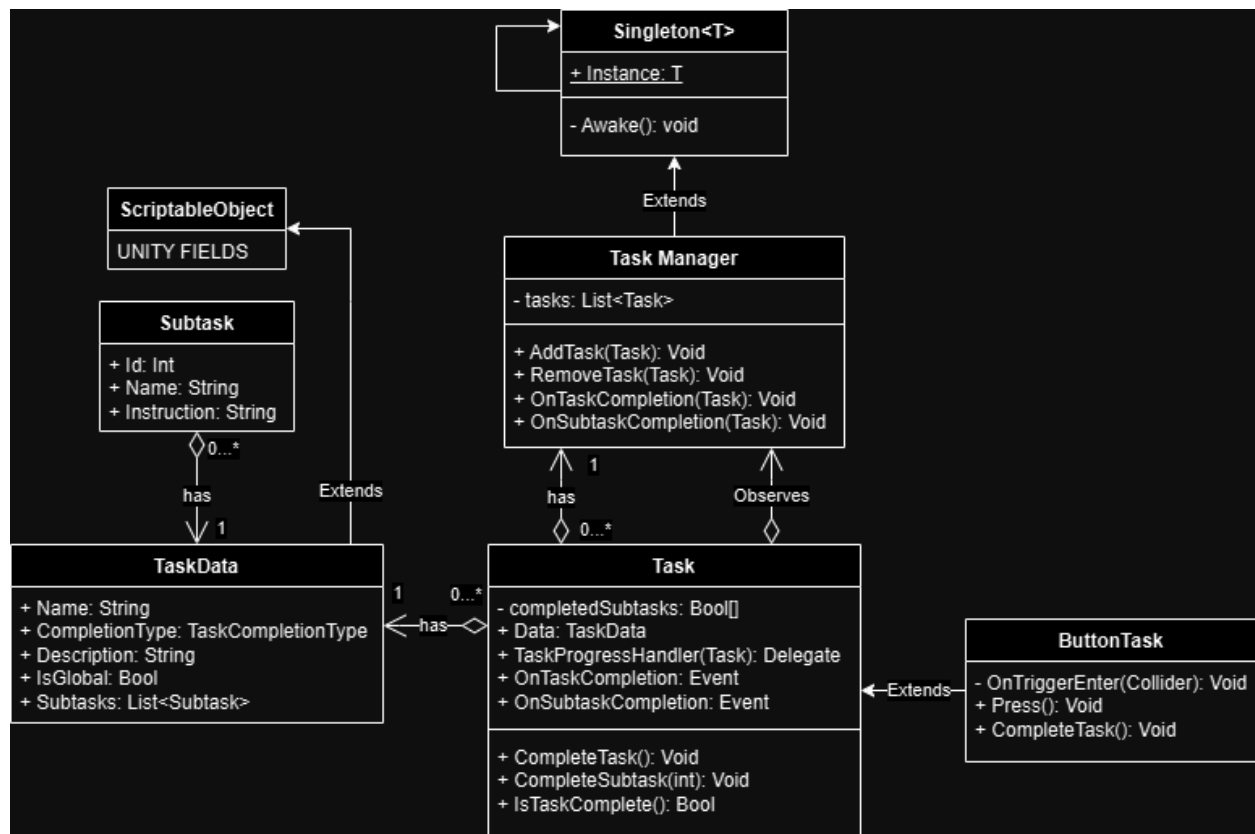 Singleton<T>
+ Instance: T
- Awake(): void
Extends
ScriptableObject
UNITY FIELDS
Task Manager
- tasks: List<Task>
+ AddTask(Task): Void
+ RemoveTask(Task): Void
+ OnTaskCompletion(Task): Void
+ OnSubtaskCompletion(Task): Void
Subtask
+ Id: Int
+ Name: String
+ Instruction: String
0...*
has
1
Extends
1
has
0...*
Observes
TaskData
+ Name: String
+ CompletionType: TaskCompletionType
+ Description: String
+ IsGlobal: Bool
+ Subtasks: List<Subtask>
1
has
0...*
Task
- completedSubtasks: Bool[]
+ Data: TaskData
+ TaskProgressHandler(Task): Delegate
+ OnTaskCompletion: Event
+ OnSubtaskCompletion: Event
+ CompleteTask(): Void
+ CompleteSubtask(int): Void
+ IsTaskComplete(): Bool
Extends
ButtonTask
- OnTriggerEnter(Collider): Void
+ Press(): Void
+ CompleteTask(): Void